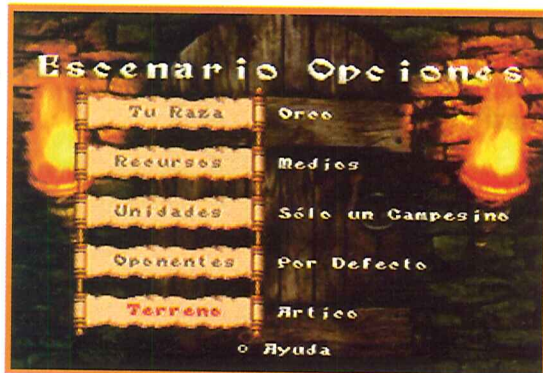 Escenario Opciones
Tu Raza Orco
Recursos Medios
Unidades Sólo un Campesino
Oponentes Por Defecto
Terreno Artico
Ayuda